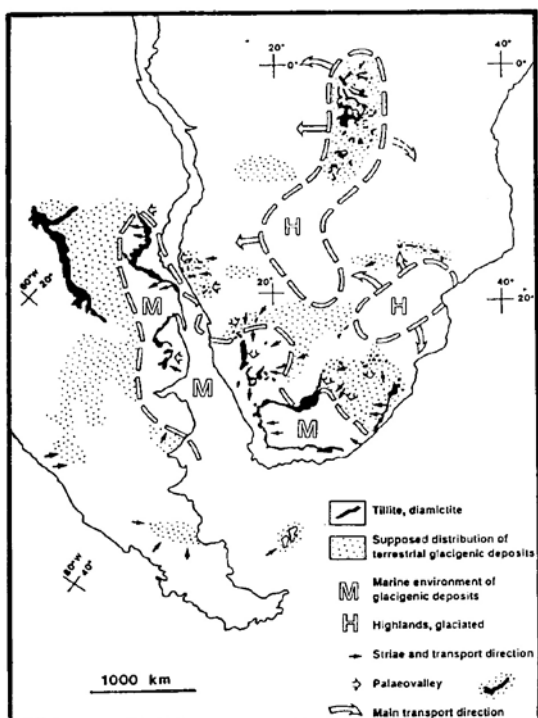 20°
0°
40°
0°
H
60°W
20°
M
20°
H
40°
20°
M
M
80°W
40°
Tillite, diamictite
Supposed distribution of
terrestrial glacigenic deposits
M
Marine environment of
glacigenic deposits
H
Highlands, glaciated
Striae and transport direction
Palaeovalley
1000 km
Main transport direction